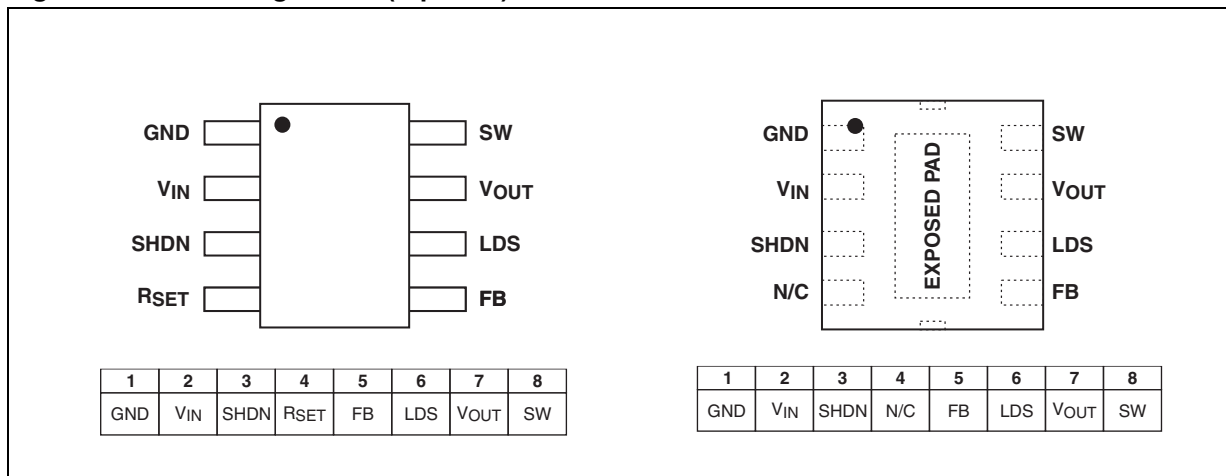 GND
VIN
SHDN
RSET
SW
VOUT
LDS
FB
1 2 3 4 5 6 7 8
GND VIN SHDN RSET FB LDS VOUT SW
GND
VIN
SHDN
N/C
EXPOSED PAD
SW
VOUT
LDS
FB
1 2 3 4 5 6 7 8
GND VIN SHDN N/C FB LDS VOUT SW